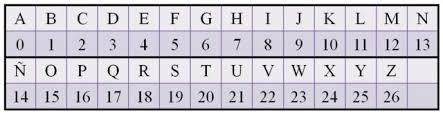 A B C D E F G H I J K L M N
0 1 2 3 4 5 6 7 8 9 10 11 12 13
Ñ O P Q R S T U V W X Y Z
14 15 16 17 18 19 20 21 22 23 24 25 26